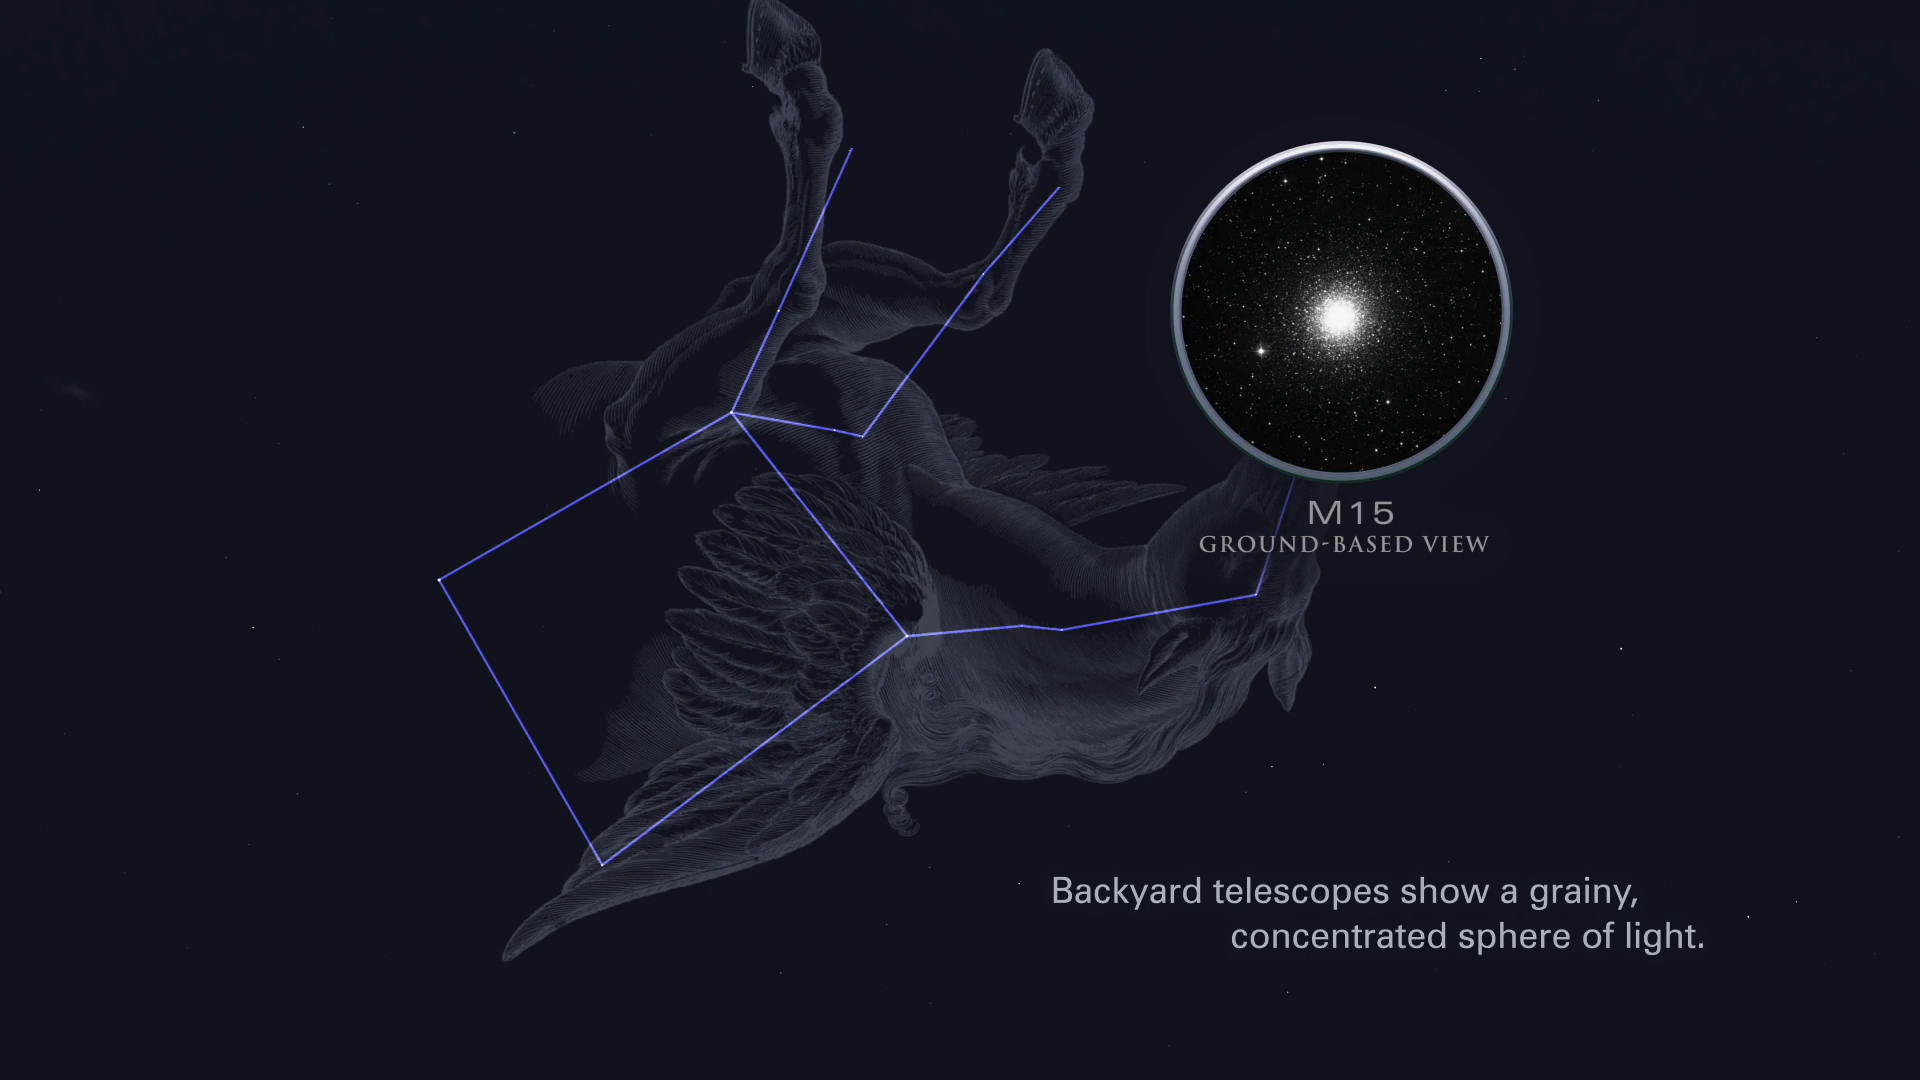 M15
GROUND-BASED VIEW
Backyard telescopes show a grainy,
concentrated sphere of light.